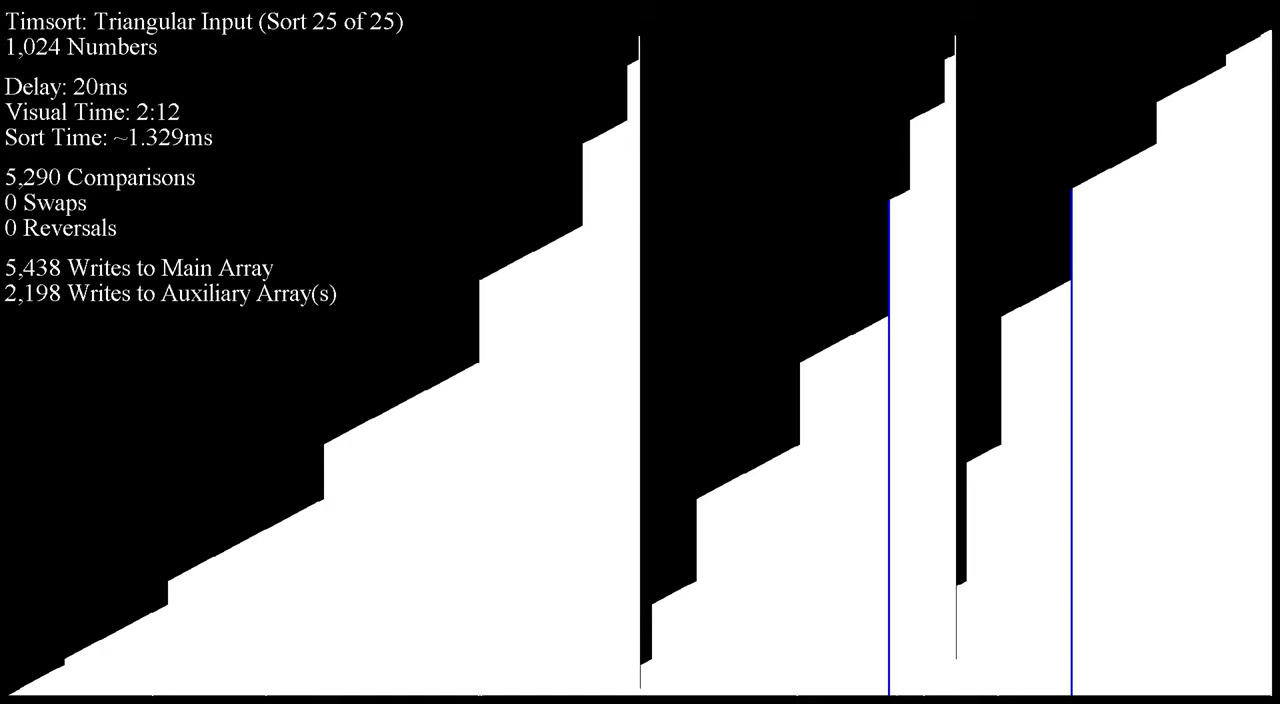 Timsort: Triangular Input (Sort 25 of 25)
1,024 Numbers
Delay: 20ms
Visual Time: 2:12
Sort Time: ~1.329ms
5,290 Comparisons
0 Swaps
0 Reversals
5,438 Writes to Main Array
2,198 Writes to Auxiliary Array(s)